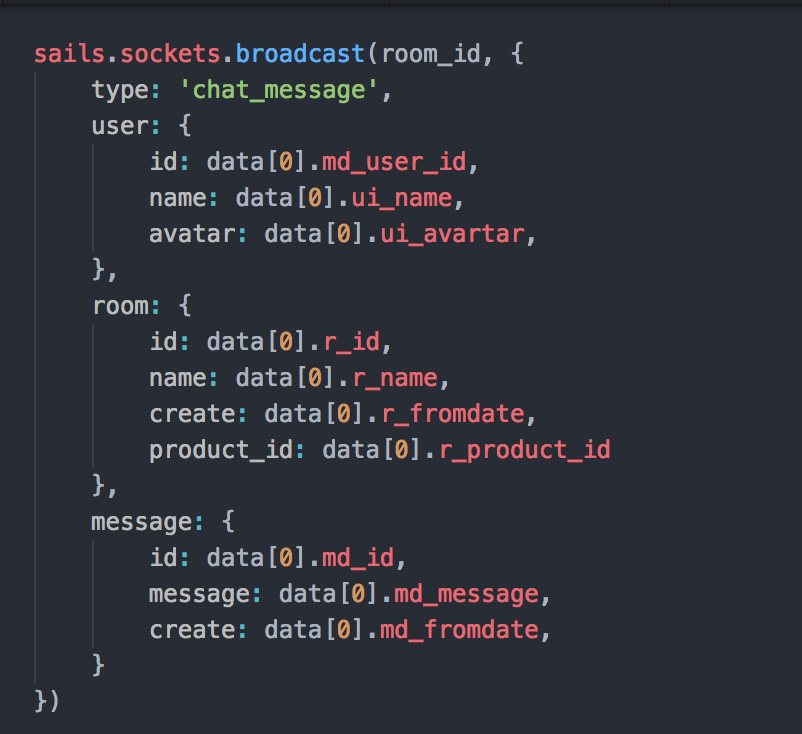 sails.sockets.broadcast(room_id, {
    type: 'chat_message',
    user: {
        id: data[0].md_user_id,
        name: data[0].ui_name,
        avatar: data[0].ui_avartar,
    },
    room: {
        id: data[0].r_id,
        name: data[0].r_name,
        create: data[0].r_fromdate,
        product_id: data[0].r_product_id
    },
    message: {
        id: data[0].md_id,
        message: data[0].md_message,
        create: data[0].md_fromdate,
    }
})